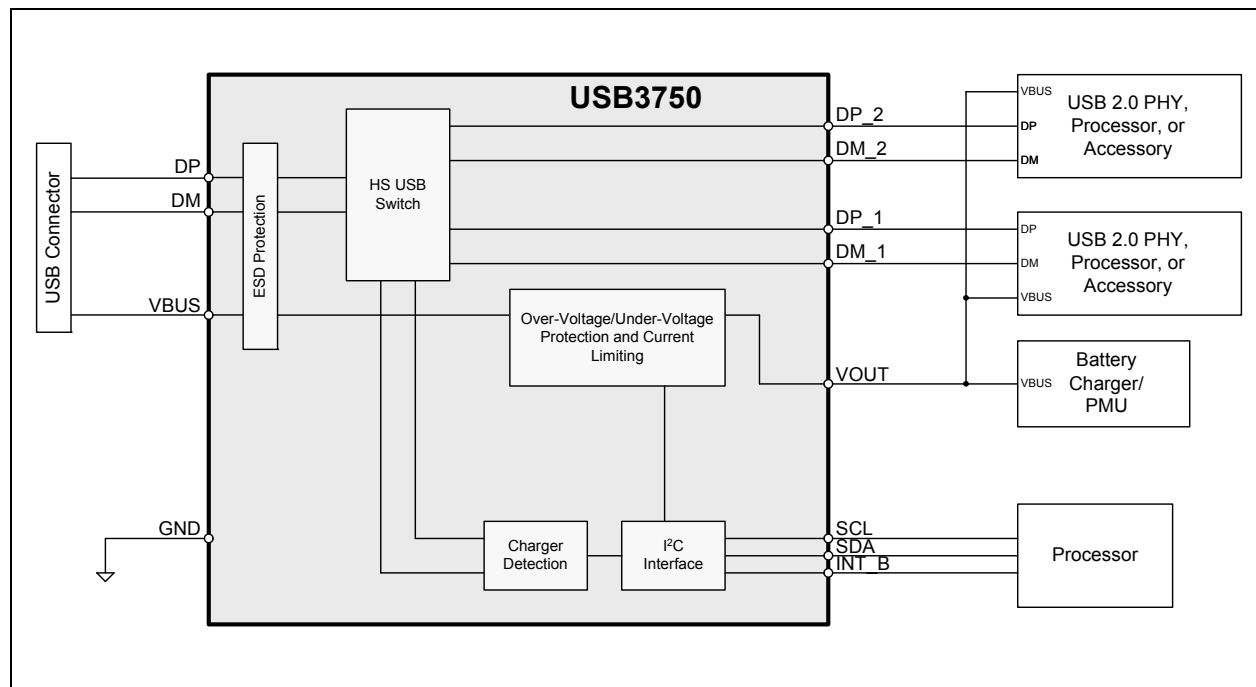 USB3750
USB Connector
DP
DM
VBUS
GND
ESD Protection
HS USB
Switch
Over-Voltage/Under-Voltage
Protection and Current
Limiting
Charger
Detection
I²C
Interface
DP_2
DM_2
DP_1
DM_1
VOUT
SCL
SDA
INT_B
VBUS
DP
DM
USB 2.0 PHY,
Processor, or
Accessory
DP
DM
VBUS
USB 2.0 PHY,
Processor, or
Accessory
VBUS
Battery
Charger/
PMU
Processor